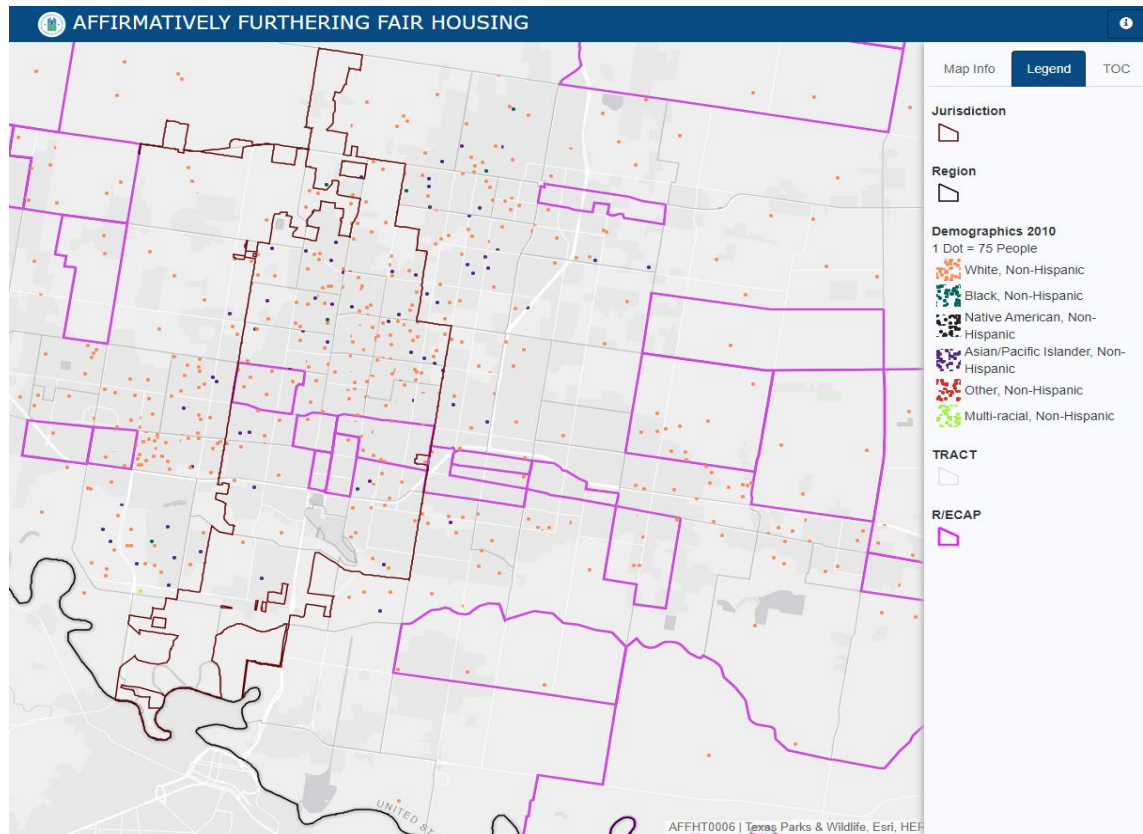 AFFIRMATIVELY FURTHERING FAIR HOUSING
Map Info Legend TOC
Jurisdiction
Region
Demographics 2010
1 Dot = 75 People
White, Non-Hispanic
Black, Non-Hispanic
Native American, Non-
Hispanic
Asian/Pacific Islander, Non-
Hispanic
Other, Non-Hispanic
Multi-racial, Non-Hispanic
TRACT
R/ECAP
UNITED ST
AFFHT0006 | Texas Parks & Wildlife, Esri, HER